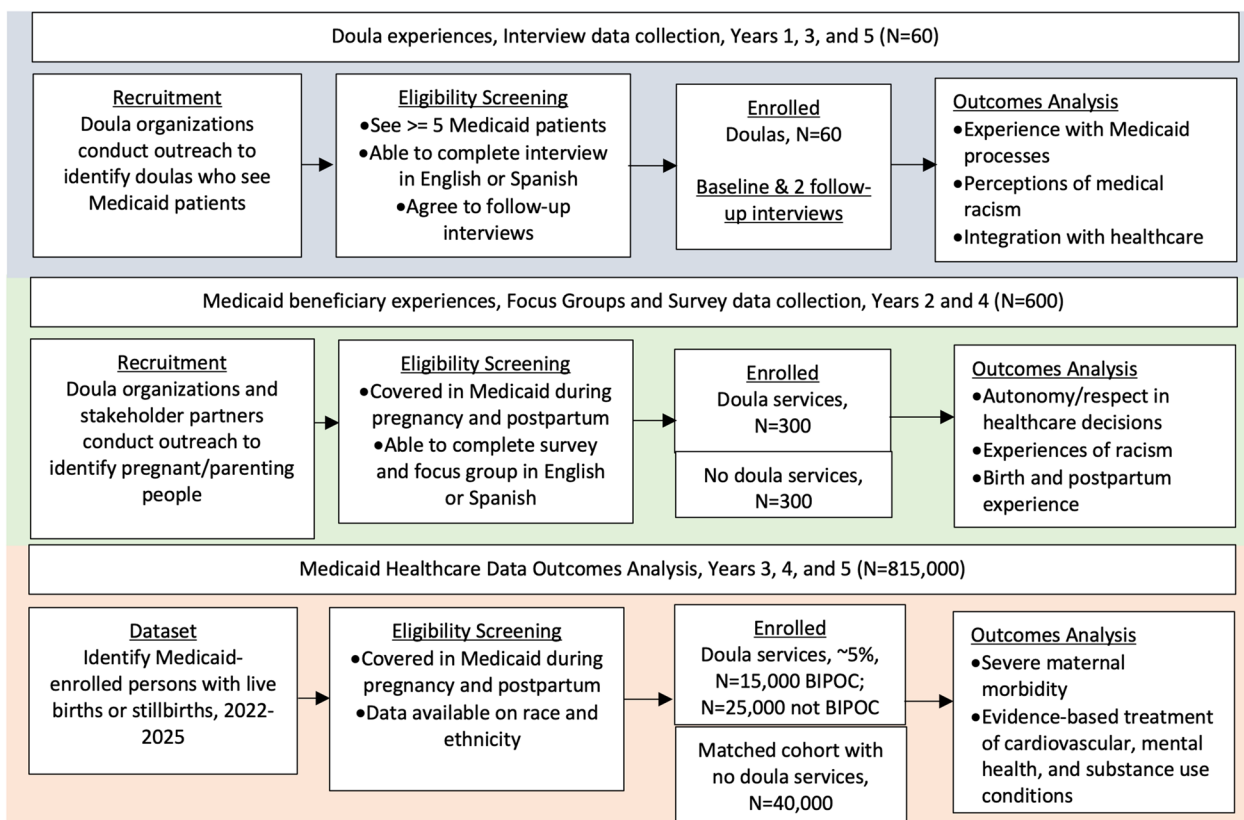 Doula experiences, Interview data collection, Years 1, 3, and 5 (N=60)
Recruitment
Doula organizations
conduct outreach to
identify doulas who see
Medicaid patients
Eligibility Screening
•See >= 5 Medicaid patients
•Able to complete interview
in English or Spanish
•Agree to follow-up
interviews
Enrolled
Doulas, N=60
Baseline & 2 follow-
up interviews
Outcomes Analysis
•Experience with Medicaid
processes
•Perceptions of medical
racism
•Integration with healthcare
Medicaid beneficiary experiences, Focus Groups and Survey data collection, Years 2 and 4 (N=600)
Recruitment
Doula organizations and
stakeholder partners
conduct outreach to
identify pregnant/parenting
people
Eligibility Screening
•Covered in Medicaid during
pregnancy and postpartum
•Able to complete survey
and focus group in English
or Spanish
Enrolled
Doula services,
N=300
No doula services,
N=300
Outcomes Analysis
•Autonomy/respect in
healthcare decisions
•Experiences of racism
•Birth and postpartum
experience
Medicaid Healthcare Data Outcomes Analysis, Years 3, 4, and 5 (N=815,000)
Dataset
Identify Medicaid-
enrolled persons with live
births or stillbirths, 2022-
2025
Eligibility Screening
•Covered in Medicaid during
pregnancy and postpartum
•Data available on race and
ethnicity
Enrolled
Doula services, ~5%,
N=15,000 BIPOC;
N=25,000 not BIPOC
Matched cohort with
no doula services,
N=40,000
Outcomes Analysis
•Severe maternal
morbidity
•Evidence-based treatment
of cardiovascular, mental
health, and substance use
conditions